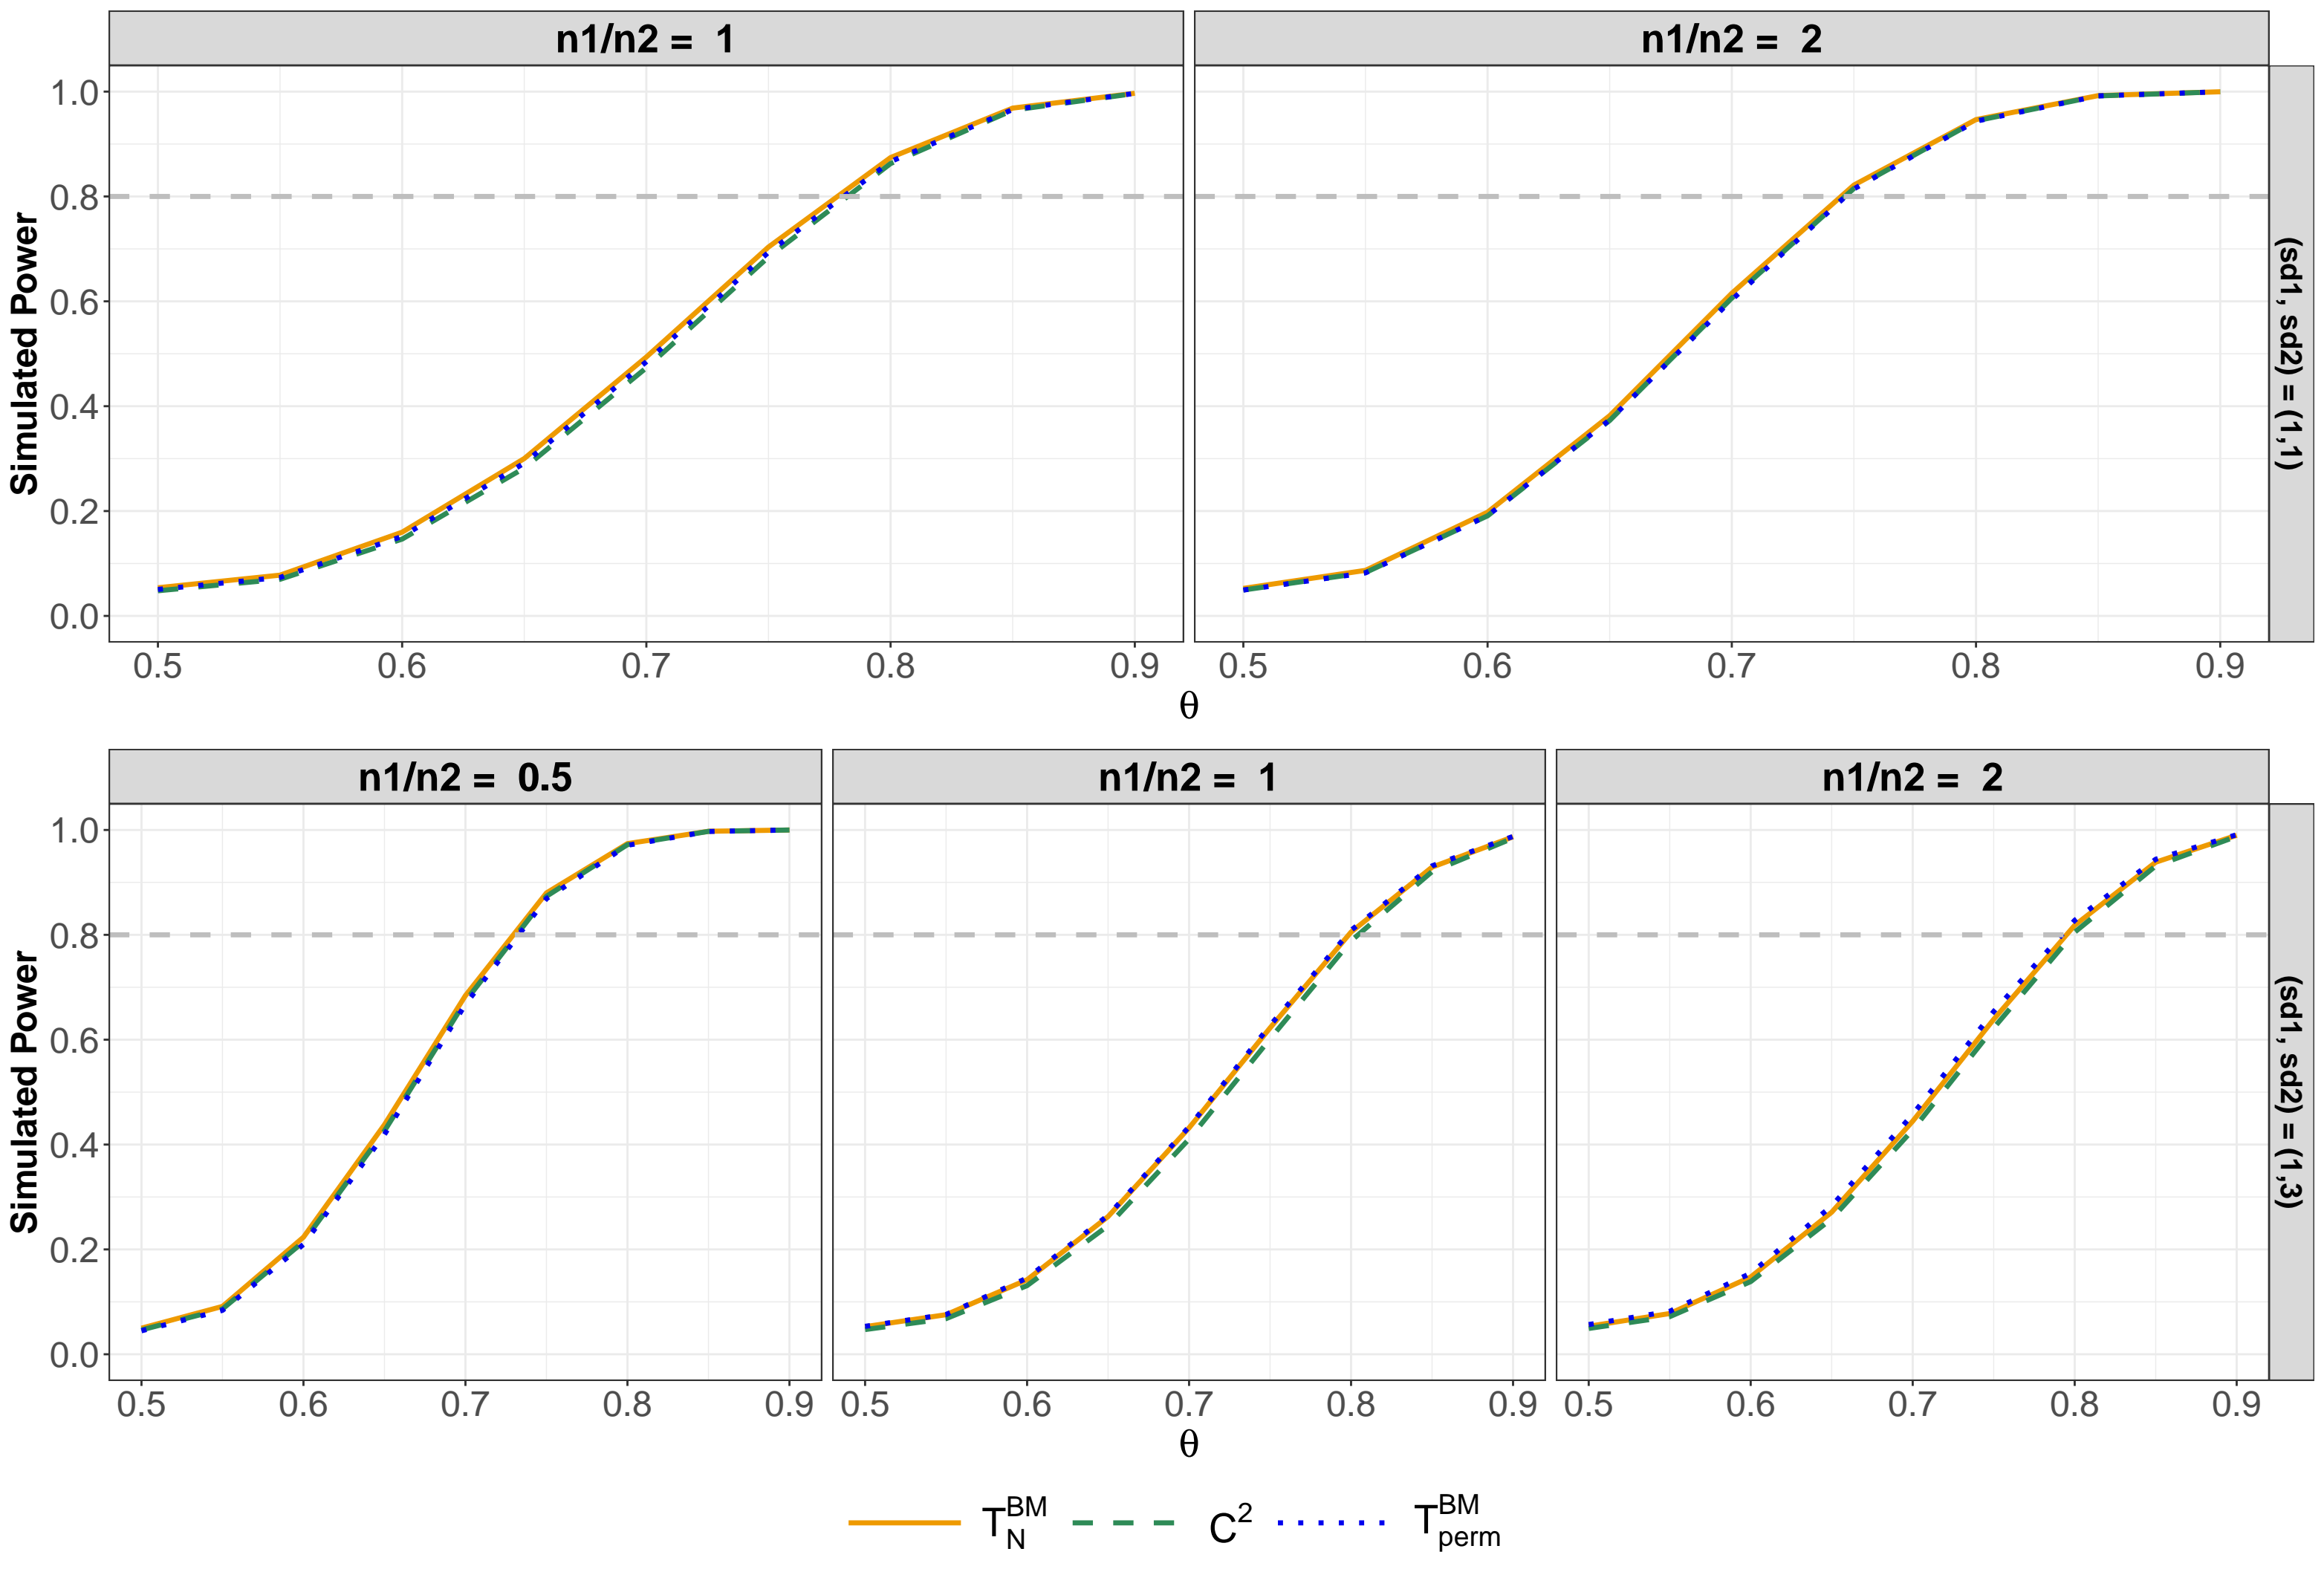 n1/n2 = 1
n1/n2 = 2
1.0
0.8
0.6
0.4
0.2
0.0
Simulated Power
(sd1, sd2) = (1,1)
0.5 0.6 0.7 0.8 0.9
0.5 0.6 0.7 0.8 0.9
θ
n1/n2 = 0.5
n1/n2 = 1
n1/n2 = 2
1.0
0.8
0.6
0.4
0.2
0.0
Simulated Power
(sd1, sd2) = (1,3)
0.5 0.6 0.7 0.8 0.9
0.5 0.6 0.7 0.8 0.9
0.5 0.6 0.7 0.8 0.9
θ
T_N^BM C^2 T_perm^BM